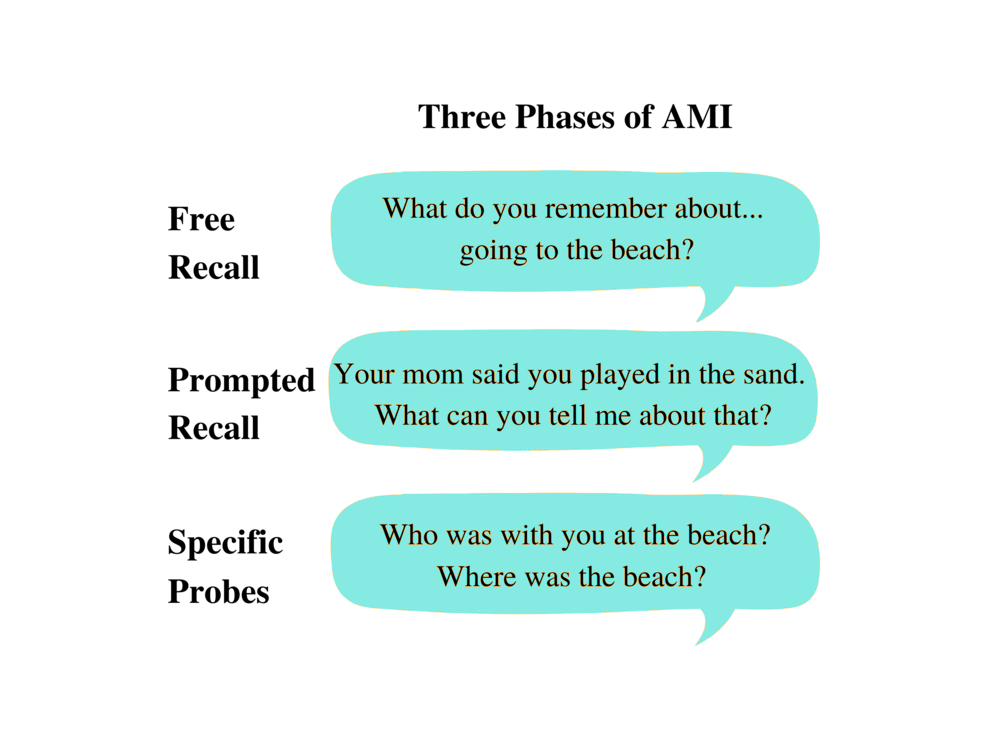 Three Phases of AMI
Free
Recall
What do you remember about...
going to the beach?
Prompted
Recall
Your mom said you played in the sand.
What can you tell me about that?
Specific
Probes
Who was with you at the beach?
Where was the beach?